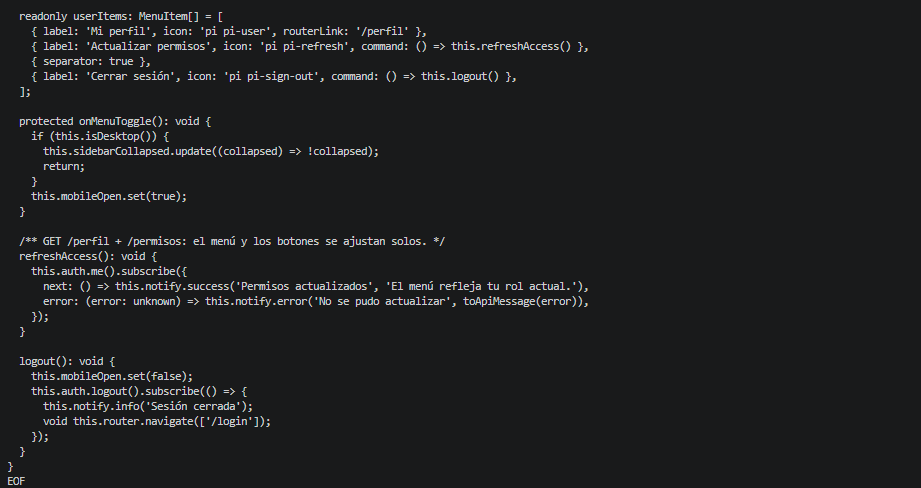 readonly userItems: MenuItem[] = [
{ label: 'Mi perfil', icon: 'pi pi-user', routerLink: '/perfil' },
{ label: 'Actualizar permisos', icon: 'pi pi-refresh', command: () => this.refreshAccess() },
{ separator: true },
{ label: 'Cerrar sesión', icon: 'pi pi-sign-out', command: () => this.logout() },
];
protected onMenuToggle(): void {
if (this.isDesktop()) {
this.sidebarCollapsed.update((collapsed) => !collapsed);
return;
}
this.mobileOpen.set(true);
}
/** GET /perfil + /permisos: el menú y los botones se ajustan solos. */
refreshAccess(): void {
this.auth.me().subscribe({
next: () => this.notify.success('Permisos actualizados', 'El menú refleja tu rol actual.'),
error: (error: unknown) => this.notify.error('No se pudo actualizar', toApiMessage(error)),
});
}
logout(): void {
this.mobileOpen.set(false);
this.auth.logout().subscribe(() => {
this.notify.info('Sesión cerrada');
void this.router.navigate(['/login']);
});
}
}
EOF